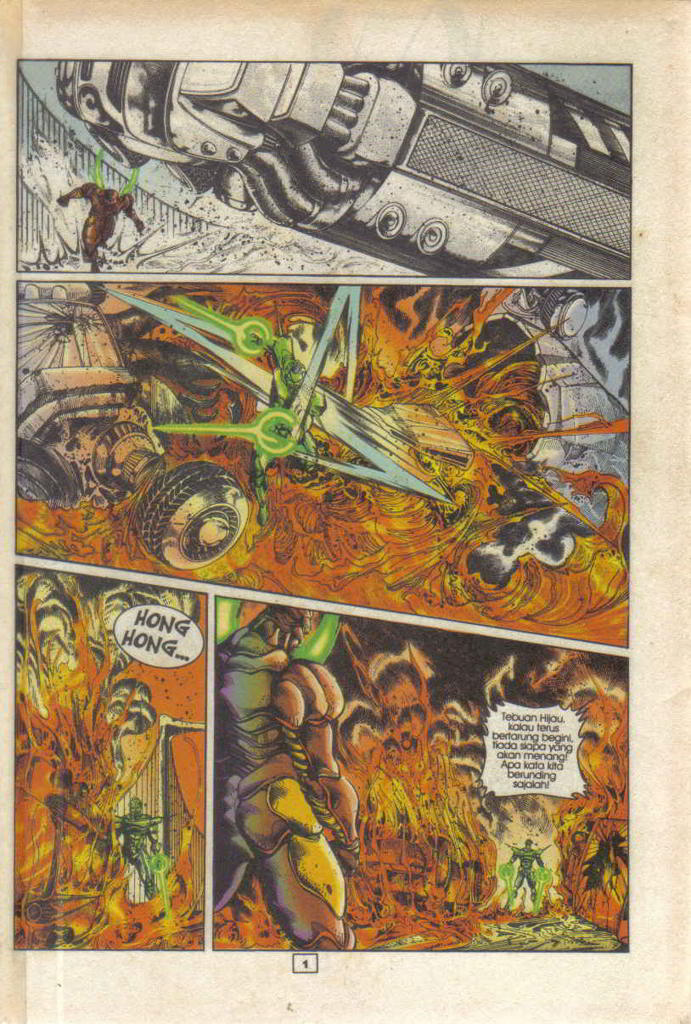 HONG
HONG...
Tebuan Hijau,
kalau terus
bertarung begini,
tiada siapa yang
akan menang!
Apa kata kita
berunding
sajalah!
1